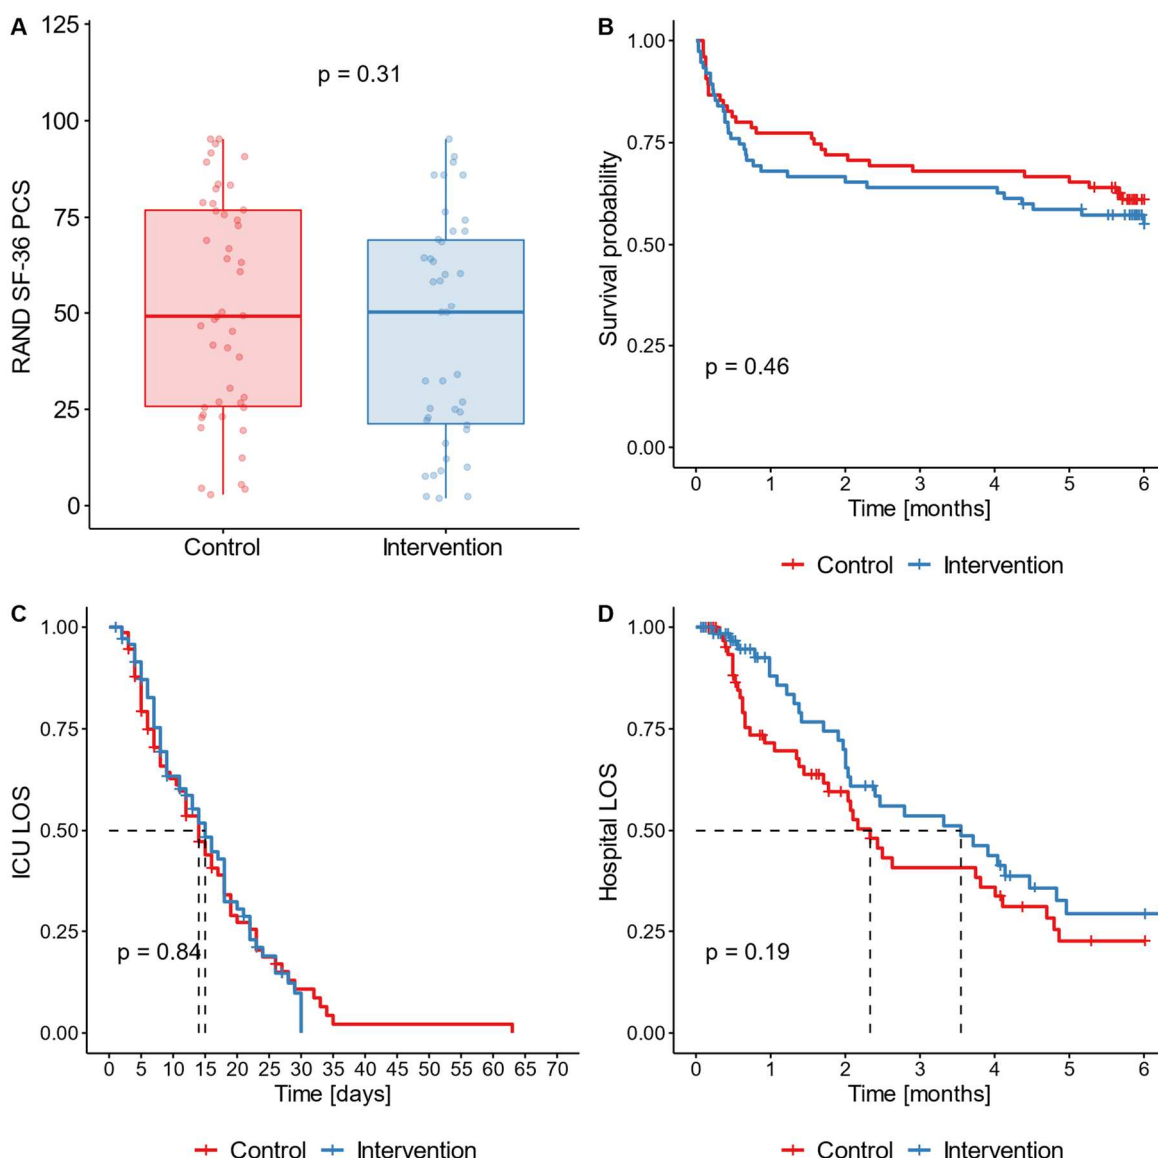 A
125
100
75
50
25
0
RAND SF-36 PCS
p = 0.31
Control
Intervention
B
1.00
0.75
0.50
0.25
0.00
Survival probability
p = 0.46
0 1 2 3 4 5 6
Time [months]
Control Intervention
C
1.00
0.75
0.50
0.25
0.00
ICU LOS
p = 0.84
0 5 10 15 20 25 30 35 40 45 50 55 60 65 70
Time [days]
Control Intervention
D
1.00
0.75
0.50
0.25
0.00
Hospital LOS
p = 0.19
0 1 2 3 4 5 6
Time [months]
Control Intervention